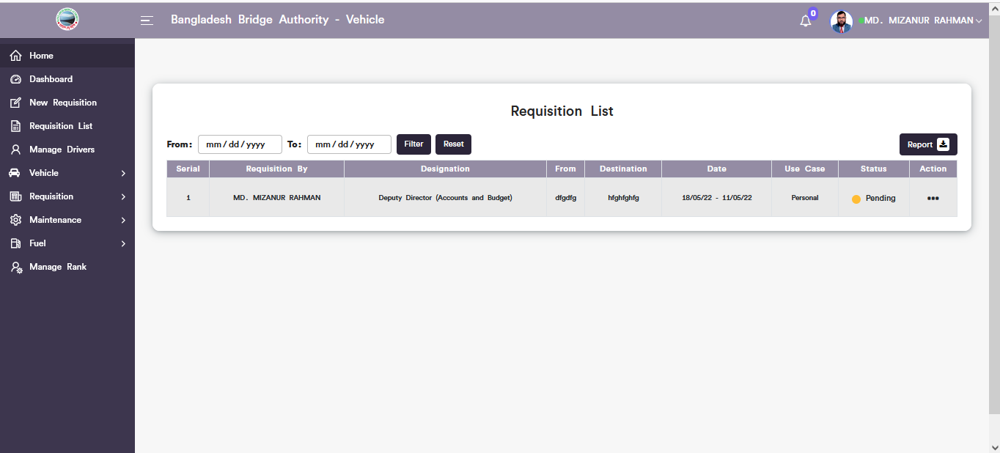 Bangladesh Bridge Authority - Vehicle
0
MD. MIZANUR RAHMAN
Home
Dashboard
New Requisition
Requisition List
Manage Drivers
Vehicle
Requisition
Maintenance
Fuel
Manage Rank
Requisition List
From: mm/dd/yyyy To: mm/dd/yyyy Filter Reset Report
Serial Requisition By Designation From Destination Date Use Case Status Action
1 MD. MIZANUR RAHMAN Deputy Director (Accounts and Budget) dfgdfg hfghfghfg 18/05/22 - 11/05/22 Personal Pending •••